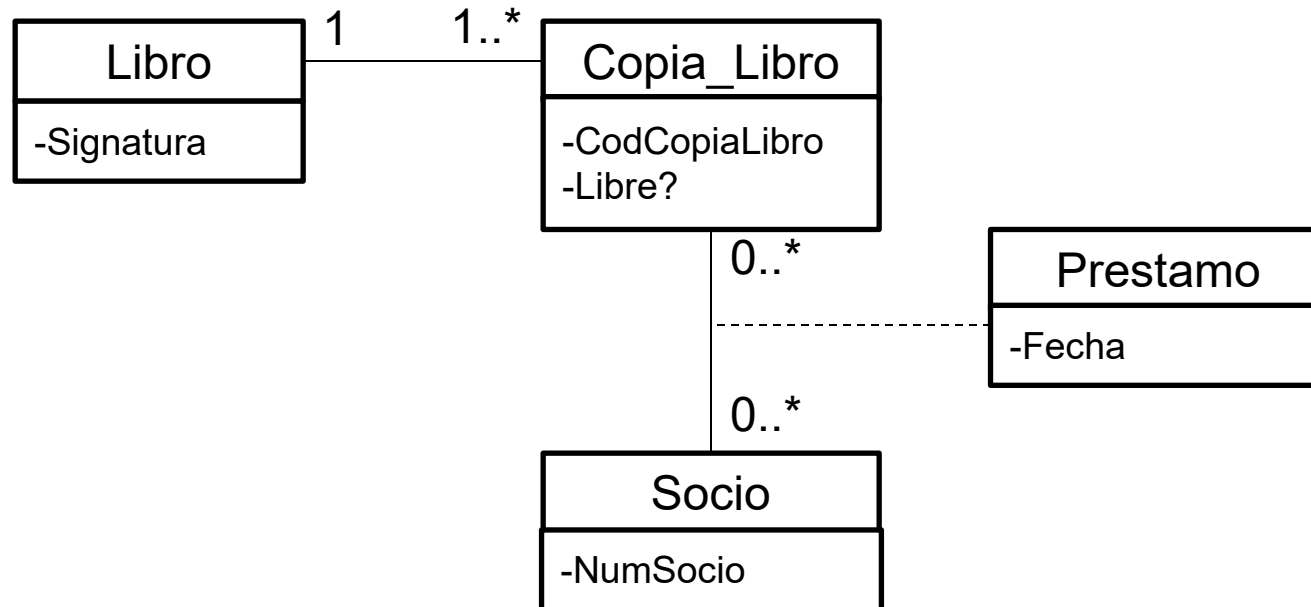 Libro
-Signatura
1
1..*
Copia_Libro
-CodCopiaLibro
-Libre?
0..*
Prestamo
-Fecha
0..*
Socio
-NumSocio